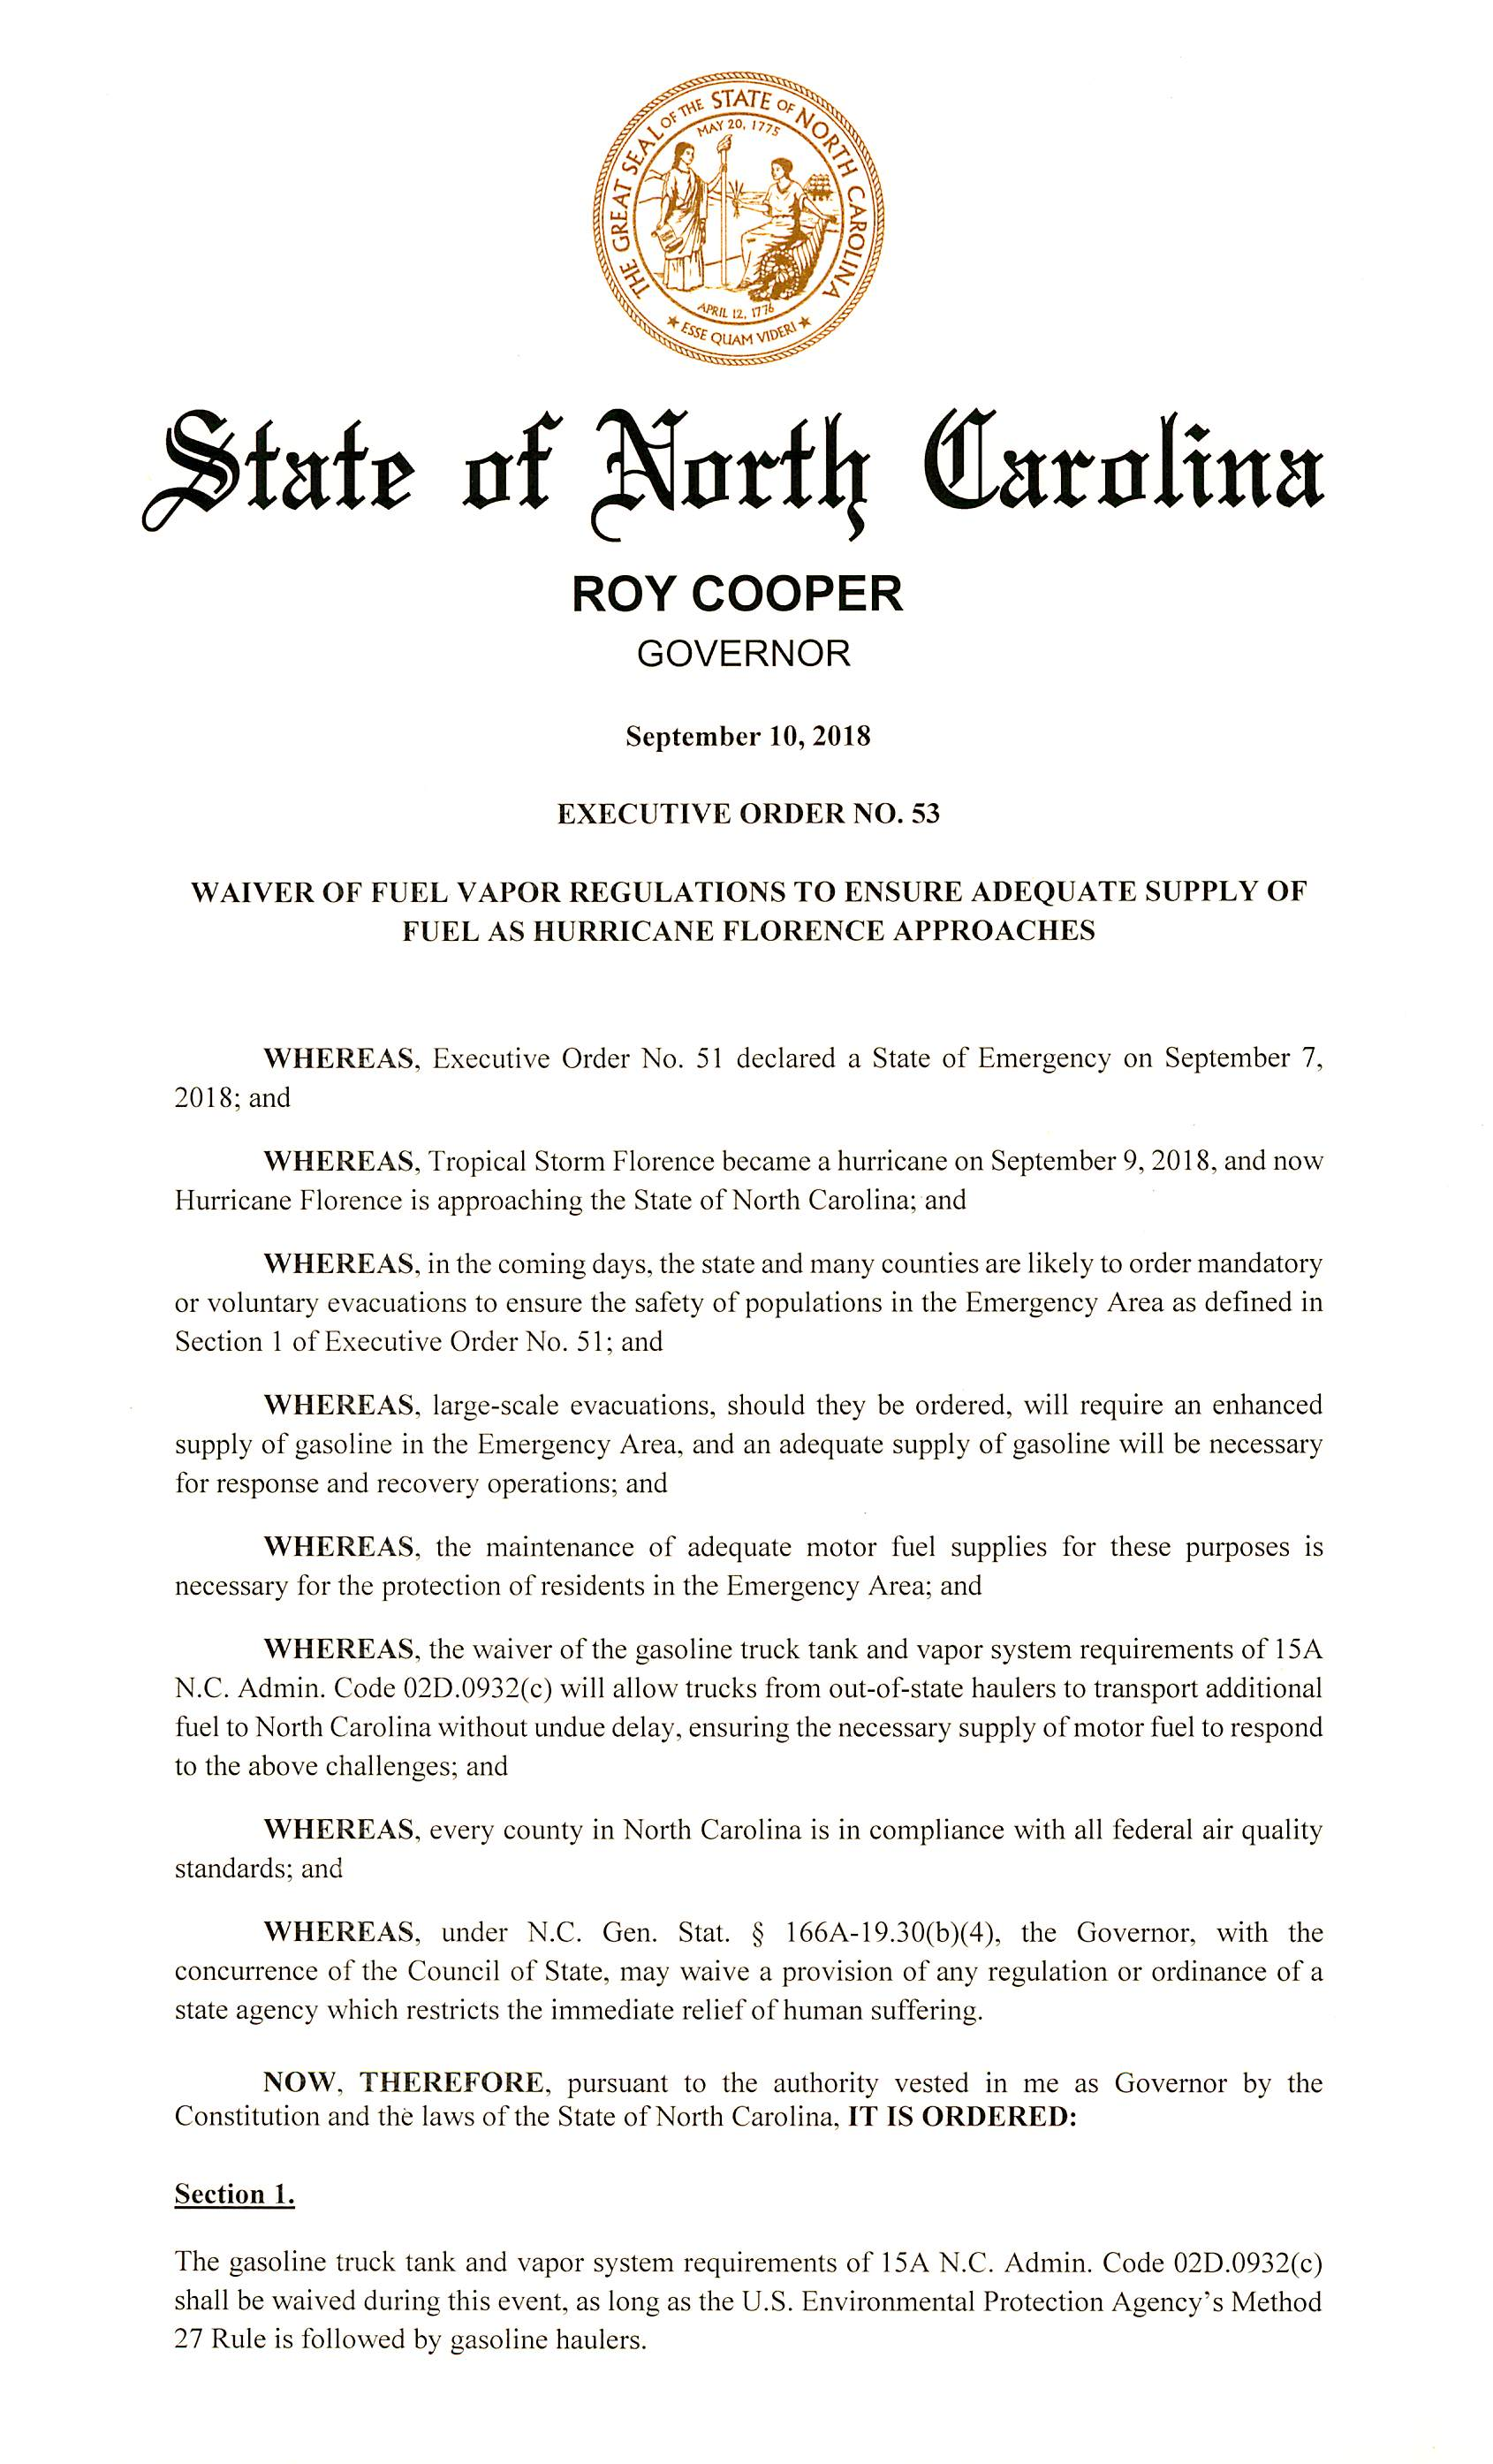 THE GREAT SEAL OF THE STATE OF NORTH CAROLINA
MAY 20, 1775
APRIL 12, 1776
★ ESSE QUAM VIDERI ★
State of North Carolina
ROY COOPER
GOVERNOR
September 10, 2018
EXECUTIVE ORDER NO. 53
WAIVER OF FUEL VAPOR REGULATIONS TO ENSURE ADEQUATE SUPPLY OF
FUEL AS HURRICANE FLORENCE APPROACHES
WHEREAS, Executive Order No. 51 declared a State of Emergency on September 7,
2018; and
WHEREAS, Tropical Storm Florence became a hurricane on September 9, 2018, and now
Hurricane Florence is approaching the State of North Carolina; and
WHEREAS, in the coming days, the state and many counties are likely to order mandatory
or voluntary evacuations to ensure the safety of populations in the Emergency Area as defined in
Section 1 of Executive Order No. 51; and
WHEREAS, large-scale evacuations, should they be ordered, will require an enhanced
supply of gasoline in the Emergency Area, and an adequate supply of gasoline will be necessary
for response and recovery operations; and
WHEREAS, the maintenance of adequate motor fuel supplies for these purposes is
necessary for the protection of residents in the Emergency Area; and
WHEREAS, the waiver of the gasoline truck tank and vapor system requirements of 15A
N.C. Admin. Code 02D.0932(c) will allow trucks from out-of-state haulers to transport additional
fuel to North Carolina without undue delay, ensuring the necessary supply of motor fuel to respond
to the above challenges; and
WHEREAS, every county in North Carolina is in compliance with all federal air quality
standards; and
WHEREAS, under N.C. Gen. Stat. § 166A-19.30(b)(4), the Governor, with the
concurrence of the Council of State, may waive a provision of any regulation or ordinance of a
state agency which restricts the immediate relief of human suffering.
NOW, THEREFORE, pursuant to the authority vested in me as Governor by the
Constitution and the laws of the State of North Carolina, IT IS ORDERED:
Section 1.
The gasoline truck tank and vapor system requirements of 15A N.C. Admin. Code 02D.0932(c)
shall be waived during this event, as long as the U.S. Environmental Protection Agency's Method
27 Rule is followed by gasoline haulers.